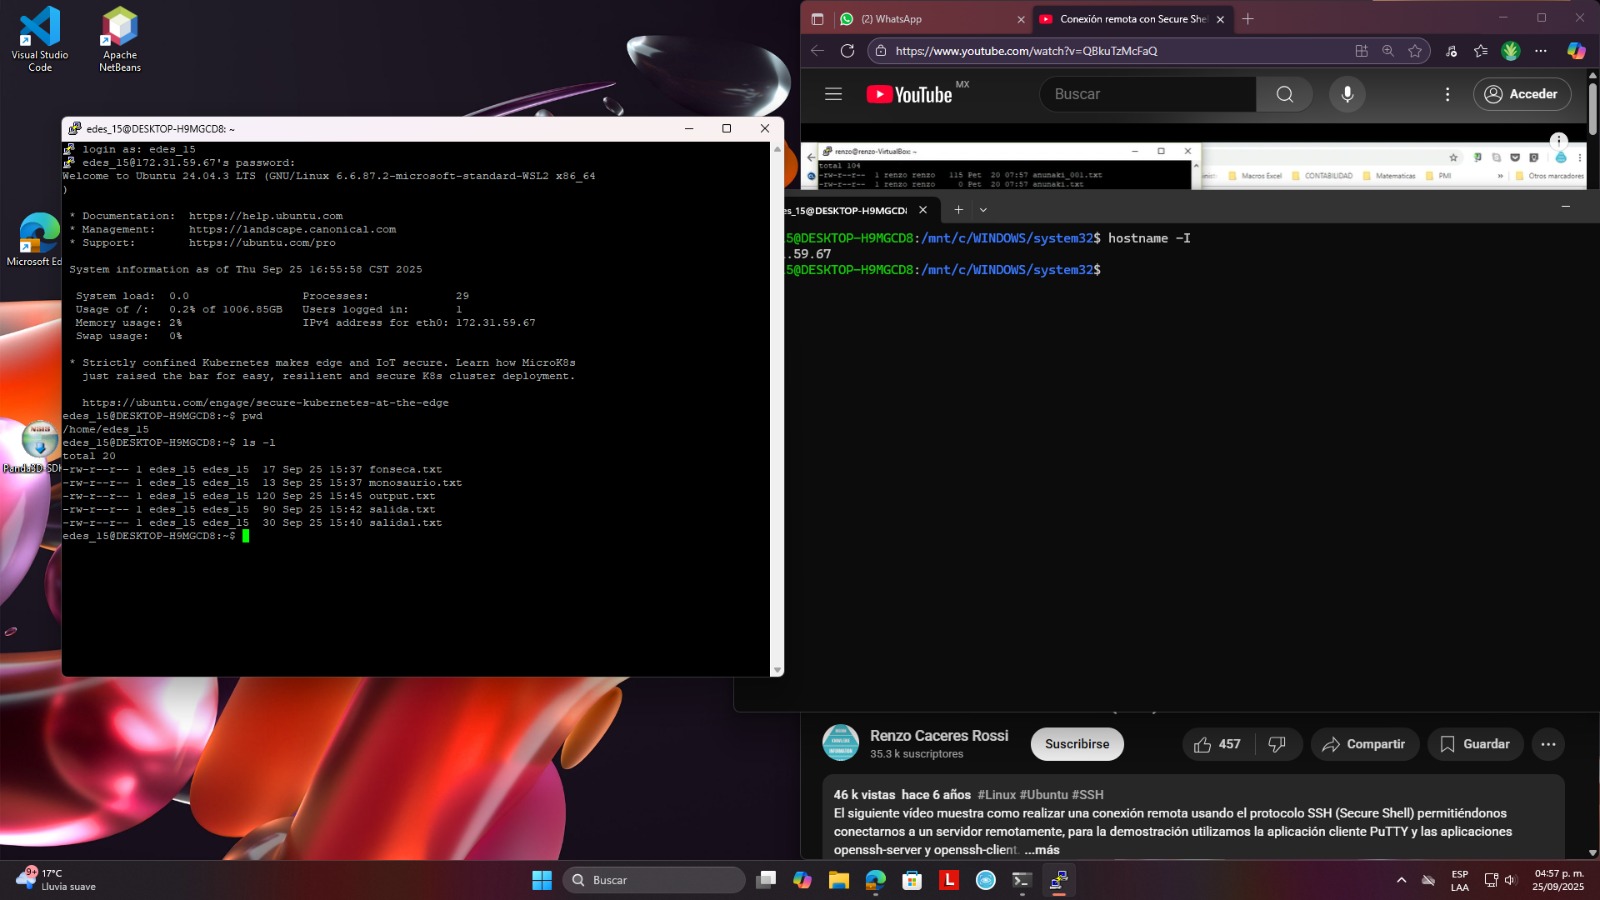 Visual Studio
Code
Apache
NetBeans
Microsoft Ed
Panda3D-SDK
edes_15@DESKTOP-H9MGCD8: ~
login as: edes_15
edes_15@172.31.59.67's password:
Welcome to Ubuntu 24.04.3 LTS (GNU/Linux 6.6.87.2-microsoft-standard-WSL2 x86_64
)
* Documentation:  https://help.ubuntu.com
* Management:     https://landscape.canonical.com
* Support:        https://ubuntu.com/pro
System information as of Thu Sep 25 16:55:58 CST 2025
System load:  0.0                 Processes:             29
Usage of /:   0.2% of 1006.85GB   Users logged in:       1
Memory usage: 2%                  IPv4 address for eth0: 172.31.59.67
Swap usage:   0%
* Strictly confined Kubernetes makes edge and IoT secure. Learn how MicroK8s
just raised the bar for easy, resilient and secure K8s cluster deployment.
https://ubuntu.com/engage/secure-kubernetes-at-the-edge
edes_15@DESKTOP-H9MGCD8:~$ pwd
/home/edes_15
edes_15@DESKTOP-H9MGCD8:~$ ls -l
total 20
-rw-r--r-- 1 edes_15 edes_15  17 Sep 25 15:37 fonseca.txt
-rw-r--r-- 1 edes_15 edes_15  13 Sep 25 15:37 monosaurio.txt
-rw-r--r-- 1 edes_15 edes_15 120 Sep 25 15:45 output.txt
-rw-r--r-- 1 edes_15 edes_15  90 Sep 25 15:42 salida.txt
-rw-r--r-- 1 edes_15 edes_15  30 Sep 25 15:40 salida1.txt
edes_15@DESKTOP-H9MGCD8:~$
(2) WhatsApp
Conexión remota con Secure Shel
https://www.youtube.com/watch?v=QBkuTzMcFaQ
YouTube MX
Buscar
Acceder
renzo@renzo-VirtualBox: ~
total 104
-rw-r--r--  1 renzo renzo   115 Pet  20 07:57 anunaki_001.txt
-rw-r--r--  1 renzo renzo     0 Pet  20 07:57 anunaki.txt
Macros Excel
CONTABILIDAD
Matematicas
PMI
»
Otros marcadores
es_15@DESKTOP-H9MGCD8
5@DESKTOP-H9MGCD8:/mnt/c/WINDOWS/system32$ hostname -I
.59.67
5@DESKTOP-H9MGCD8:/mnt/c/WINDOWS/system32$
Renzo Caceres Rossi
35.3 k suscriptores
Suscribirse
457
Compartir
Guardar
46 k vistas  hace 6 años  #Linux #Ubuntu #SSH
El siguiente vídeo muestra como realizar una conexión remota usando el protocolo SSH (Secure Shell) permitiéndonos
conectarnos a un servidor remotamente, para la demostración utilizamos la aplicación cliente PuTTY y las aplicaciones
openssh-server y openssh-client. ...más
9+
17°C
Lluvia suave
Buscar
L
ESP
LAA
04:57 p. m.
25/09/2025